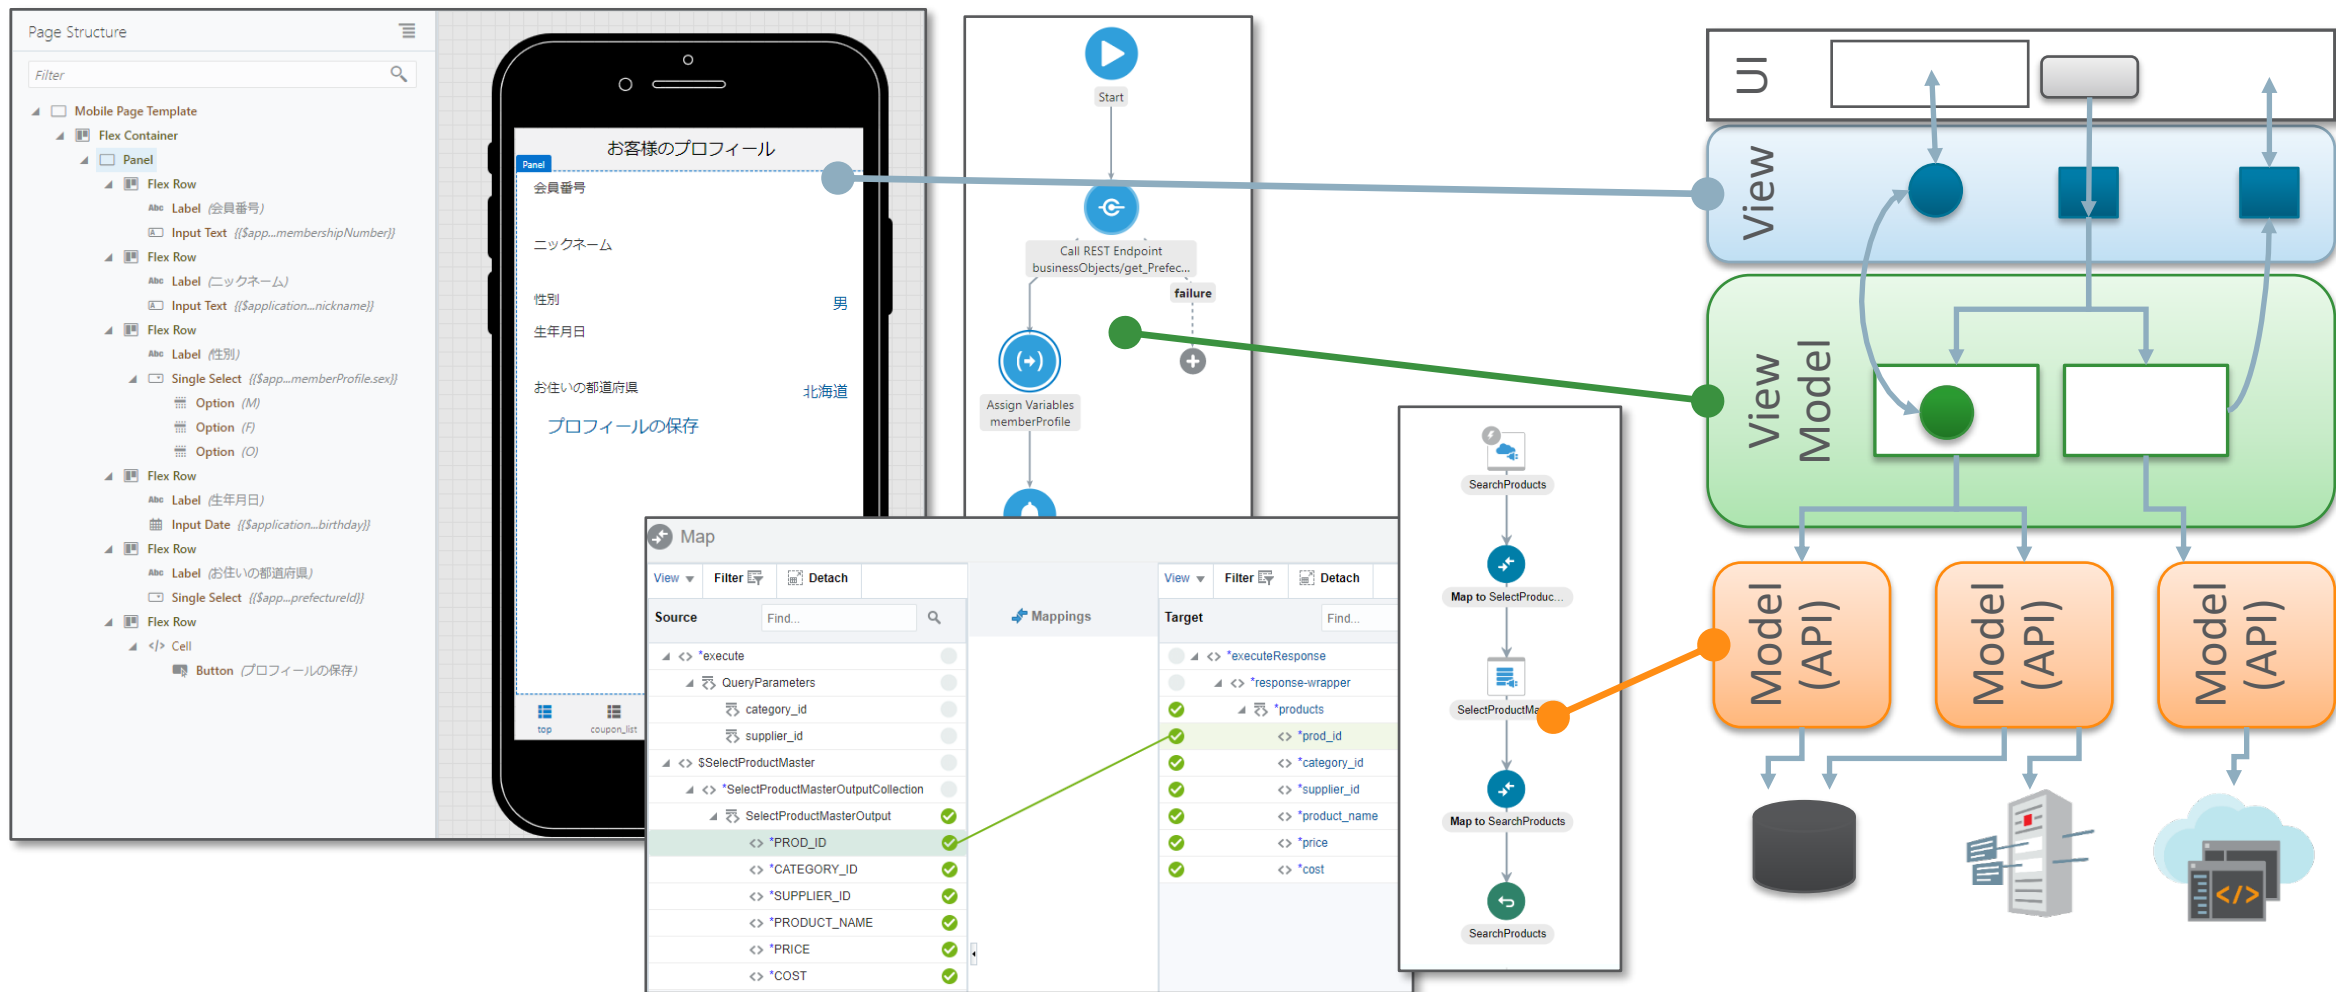 Page Structure
Filter
Mobile Page Template
Flex Container
Panel
Flex Row
Abc Label (会員番号)
Input Text {{$app...membershipNumber}}
Flex Row
Abc Label (ニックネーム)
Input Text {{$application...nickname}}
Flex Row
Abc Label (性別)
Single Select {{$app...memberProfile.sex}}
Option (M)
Option (F)
Option (O)
Flex Row
Abc Label (生年月日)
Input Date {{$application...birthday}}
Flex Row
Abc Label (お住いの都道府県)
Single Select {{$app...prefectureId}}
Flex Row
</> Cell
Button (プロフィールの保存)
お客様のプロフィール
Panel
会員番号
ニックネーム
性別 男
生年月日
お住いの都道府県 北海道
プロフィールの保存
top coupon_list
Start
Call REST Endpoint
businessObjects/get_Prefec...
failure
Assign Variables
memberProfile
Map
View Filter Detach
Source Find...
*execute
QueryParameters
category_id
supplier_id
$SelectProductMaster
*SelectProductMasterOutputCollection
SelectProductMasterOutput
*PROD_ID
*CATEGORY_ID
*SUPPLIER_ID
*PRODUCT_NAME
*PRICE
*COST
Mappings
View Filter Detach
Target Find...
*executeResponse
*response-wrapper
*products
*prod_id
*category_id
*supplier_id
*product_name
*price
*cost
SearchProducts
Map to SelectProduc...
SelectProductMa
Map to SearchProducts
SearchProducts
UI
View
View
Model
Model
(API)
Model
(API)
Model
(API)
</>